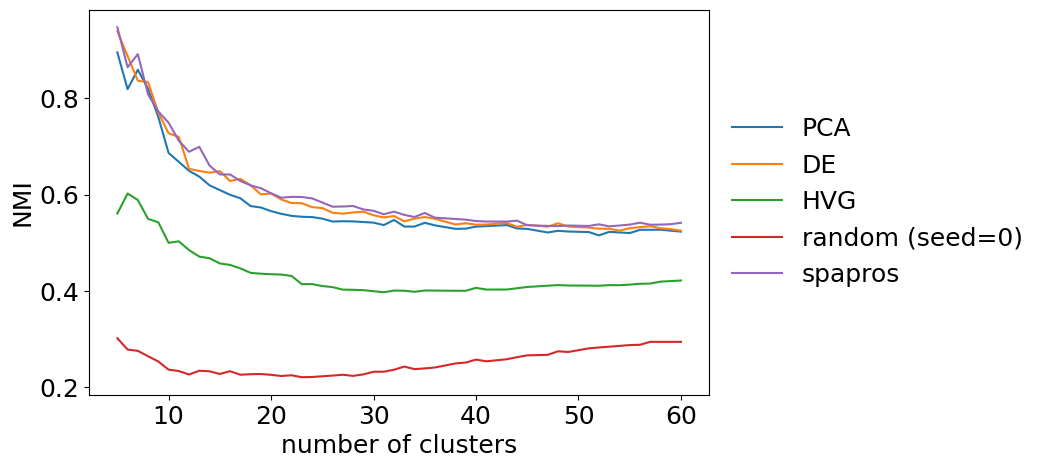 NMI
0.8
0.6
0.4
0.2
10 20 30 40 50 60
number of clusters
PCA
DE
HVG
random (seed=0)
spapros